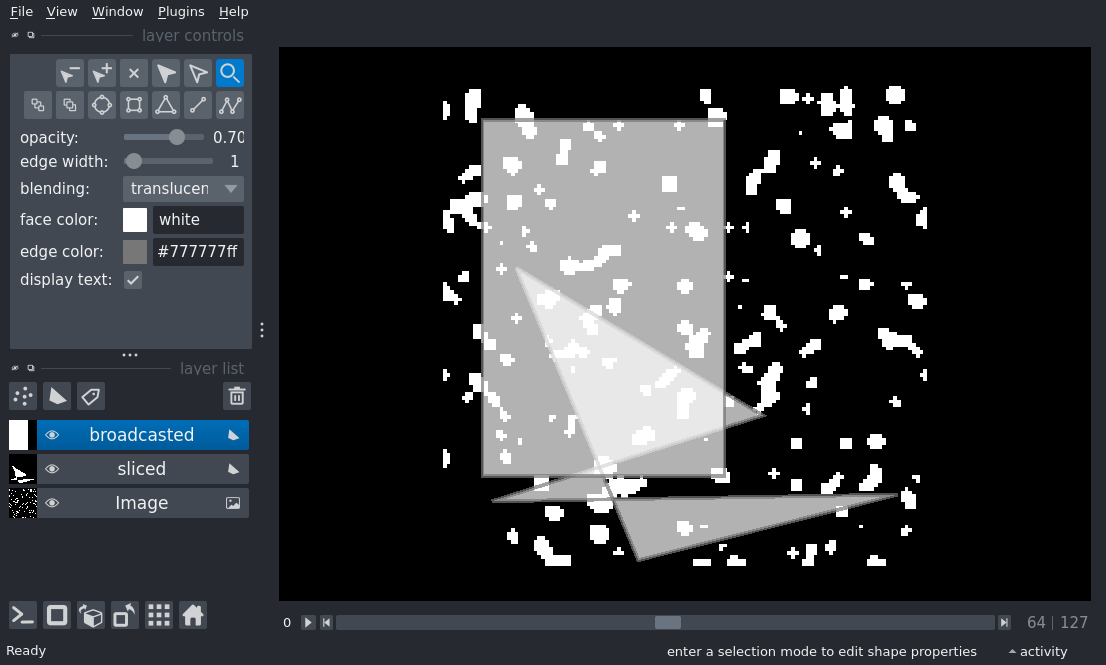 File View Window Plugins Help
layer controls
opacity: 0.70
edge width: 1
blending: translucen
face color: white
edge color: #777777ff
display text:
layer list
broadcasted
sliced
Image
0 64 | 127
Ready enter a selection mode to edit shape properties activity